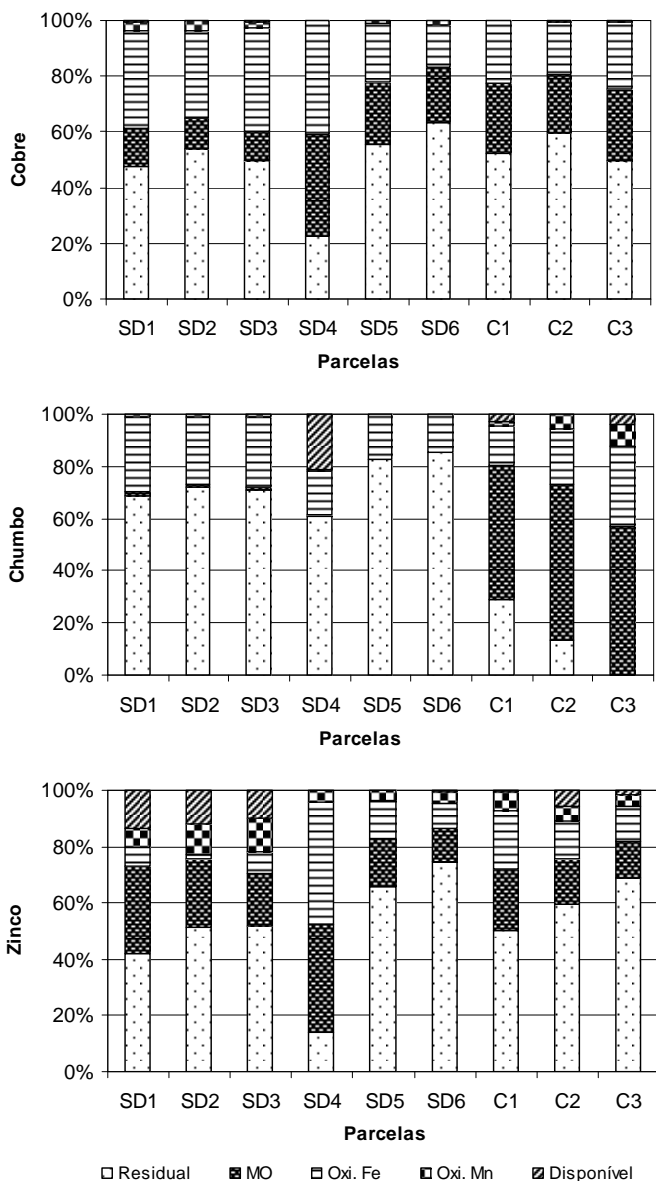 100%
80%
60%
40%
20%
0%
Cobre
SD1 SD2 SD3 SD4 SD5 SD6 C1 C2 C3
Parcelas
100%
80%
60%
40%
20%
0%
Chumbo
SD1 SD2 SD3 SD4 SD5 SD6 C1 C2 C3
Parcelas
100%
80%
60%
40%
20%
0%
Zinco
SD1 SD2 SD3 SD4 SD5 SD6 C1 C2 C3
Parcelas
Residual MO Oxi. Fe Oxi. Mn Disponível